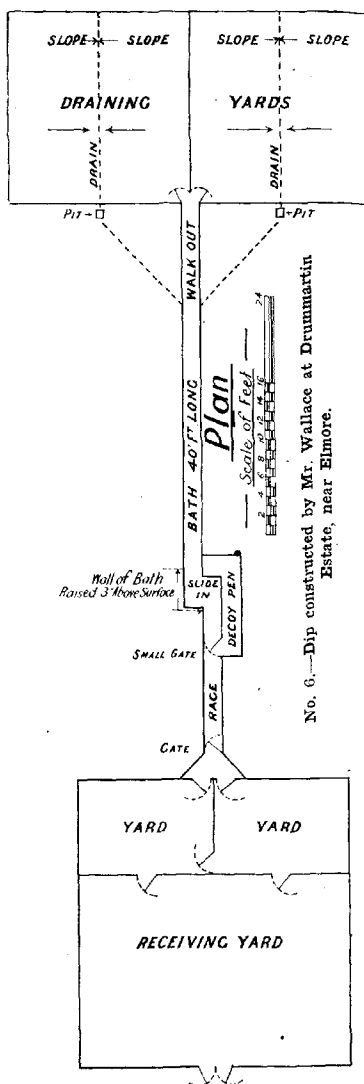 SLOPE SLOPE SLOPE SLOPE
DRAINING YARDS
DRAIN DRAIN
PIT PIT
WALK OUT
BATH 40 FT LONG
Plan
Scale of Feet
2 4 6 8 10 12 14 16 24
No. 6.—Dip constructed by Mr. Wallace at Drummartin
Estate, near Elmore.
Wall of Bath
Raised 3" Above Surface
SLIDE
IN
DECOY PEN
SMALL GATE
RACE
GATE
YARD YARD
RECEIVING YARD